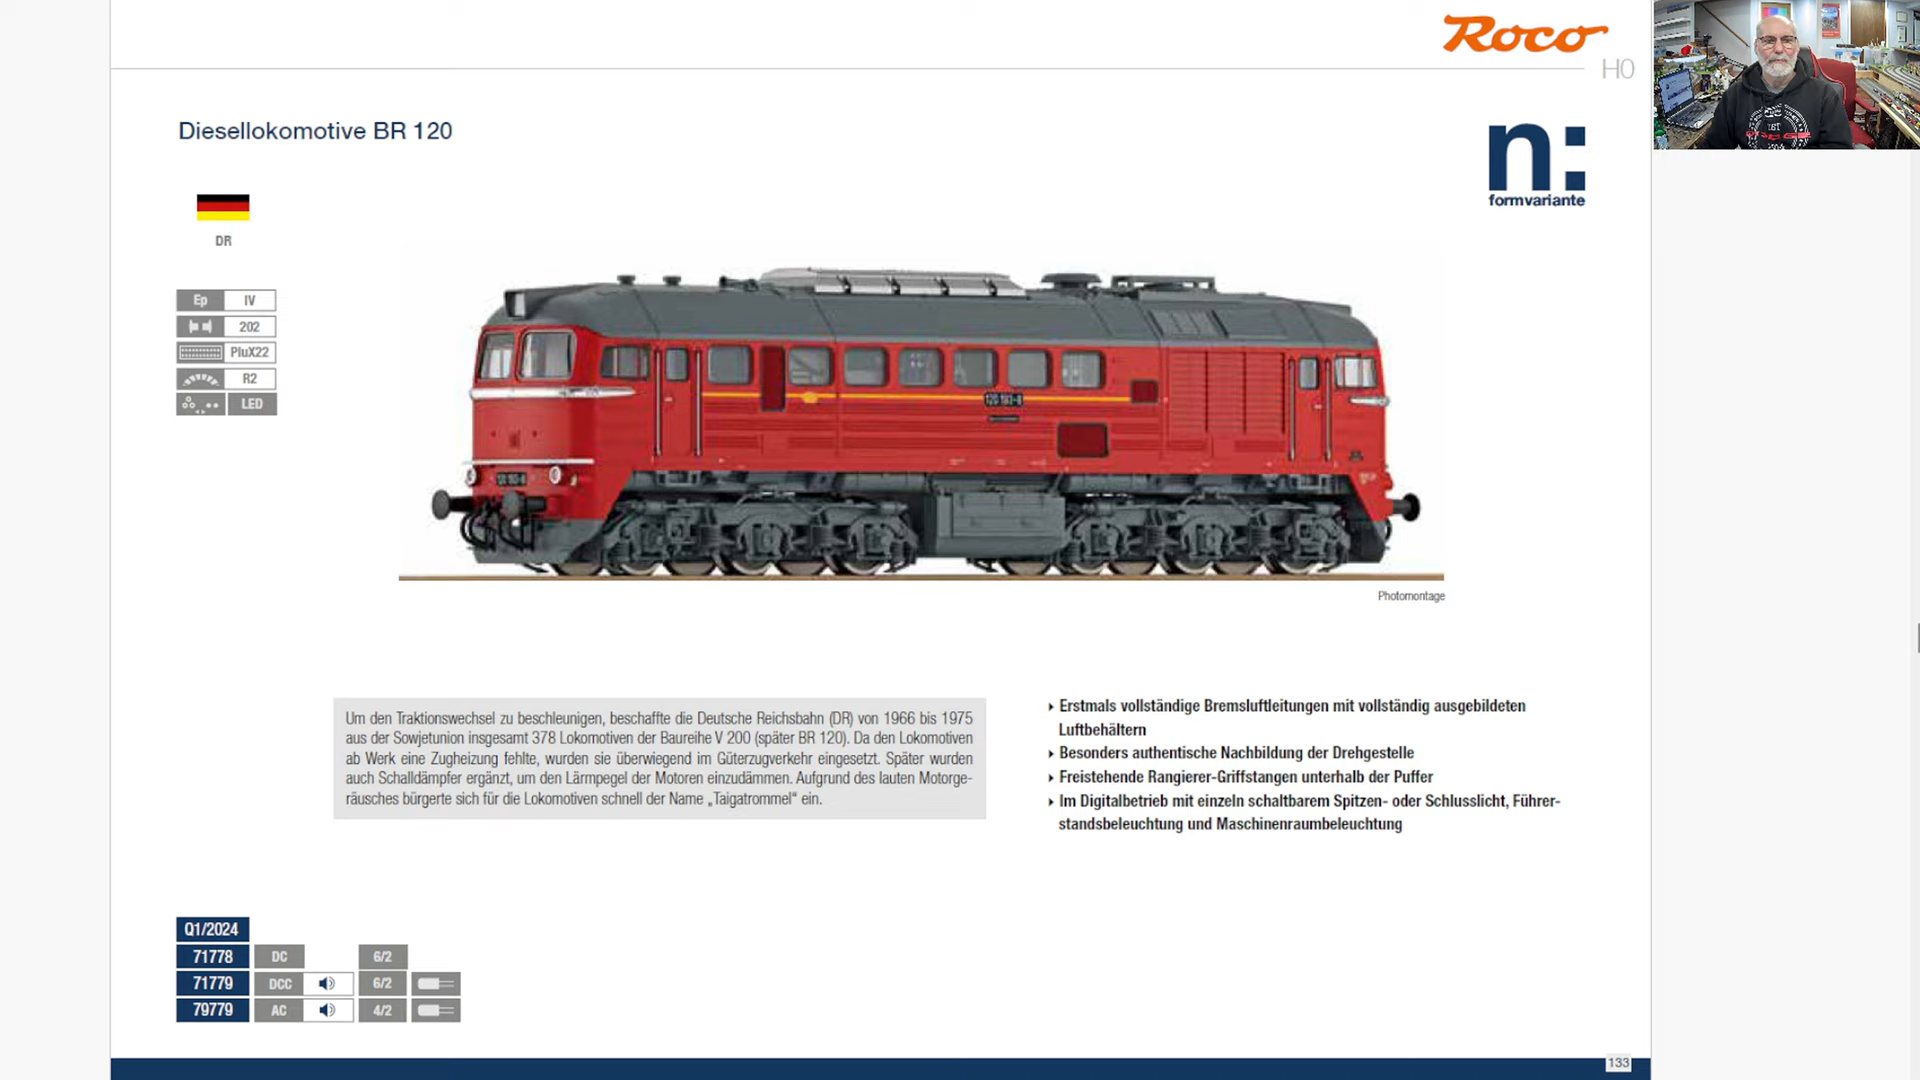 Roco
H0
Diesellokomotive BR 120
n:
formvariante
DR
Ep IV
202
PluX22
R2
LED
120 183-8
Photomontage
Um den Traktionswechsel zu beschleunigen, beschaffte die Deutsche Reichsbahn (DR) von 1966 bis 1975
aus der Sowjetunion insgesamt 378 Lokomotiven der Baureihe V 200 (später BR 120). Da den Lokomotiven
ab Werk eine Zugheizung fehlte, wurden sie überwiegend im Güterzugverkehr eingesetzt. Später wurden
auch Schalldämpfer ergänzt, um den Lärmpegel der Motoren einzudämmen. Aufgrund des lauten Motorge-
räusches bürgerte sich für die Lokomotiven schnell der Name „Taigatrommel“ ein.
Erstmals vollständige Bremsluftleitungen mit vollständig ausgebildeten
Luftbehältern
Besonders authentische Nachbildung der Drehgestelle
Freistehende Rangierer-Griffstangen unterhalb der Puffer
Im Digitalbetrieb mit einzeln schaltbarem Spitzen- oder Schlusslicht, Führer-
standsbeleuchtung und Maschinenraumbeleuchtung
Q1/2024
71778 DC 6/2
71779 DCC 6/2
79779 AC 4/2
133